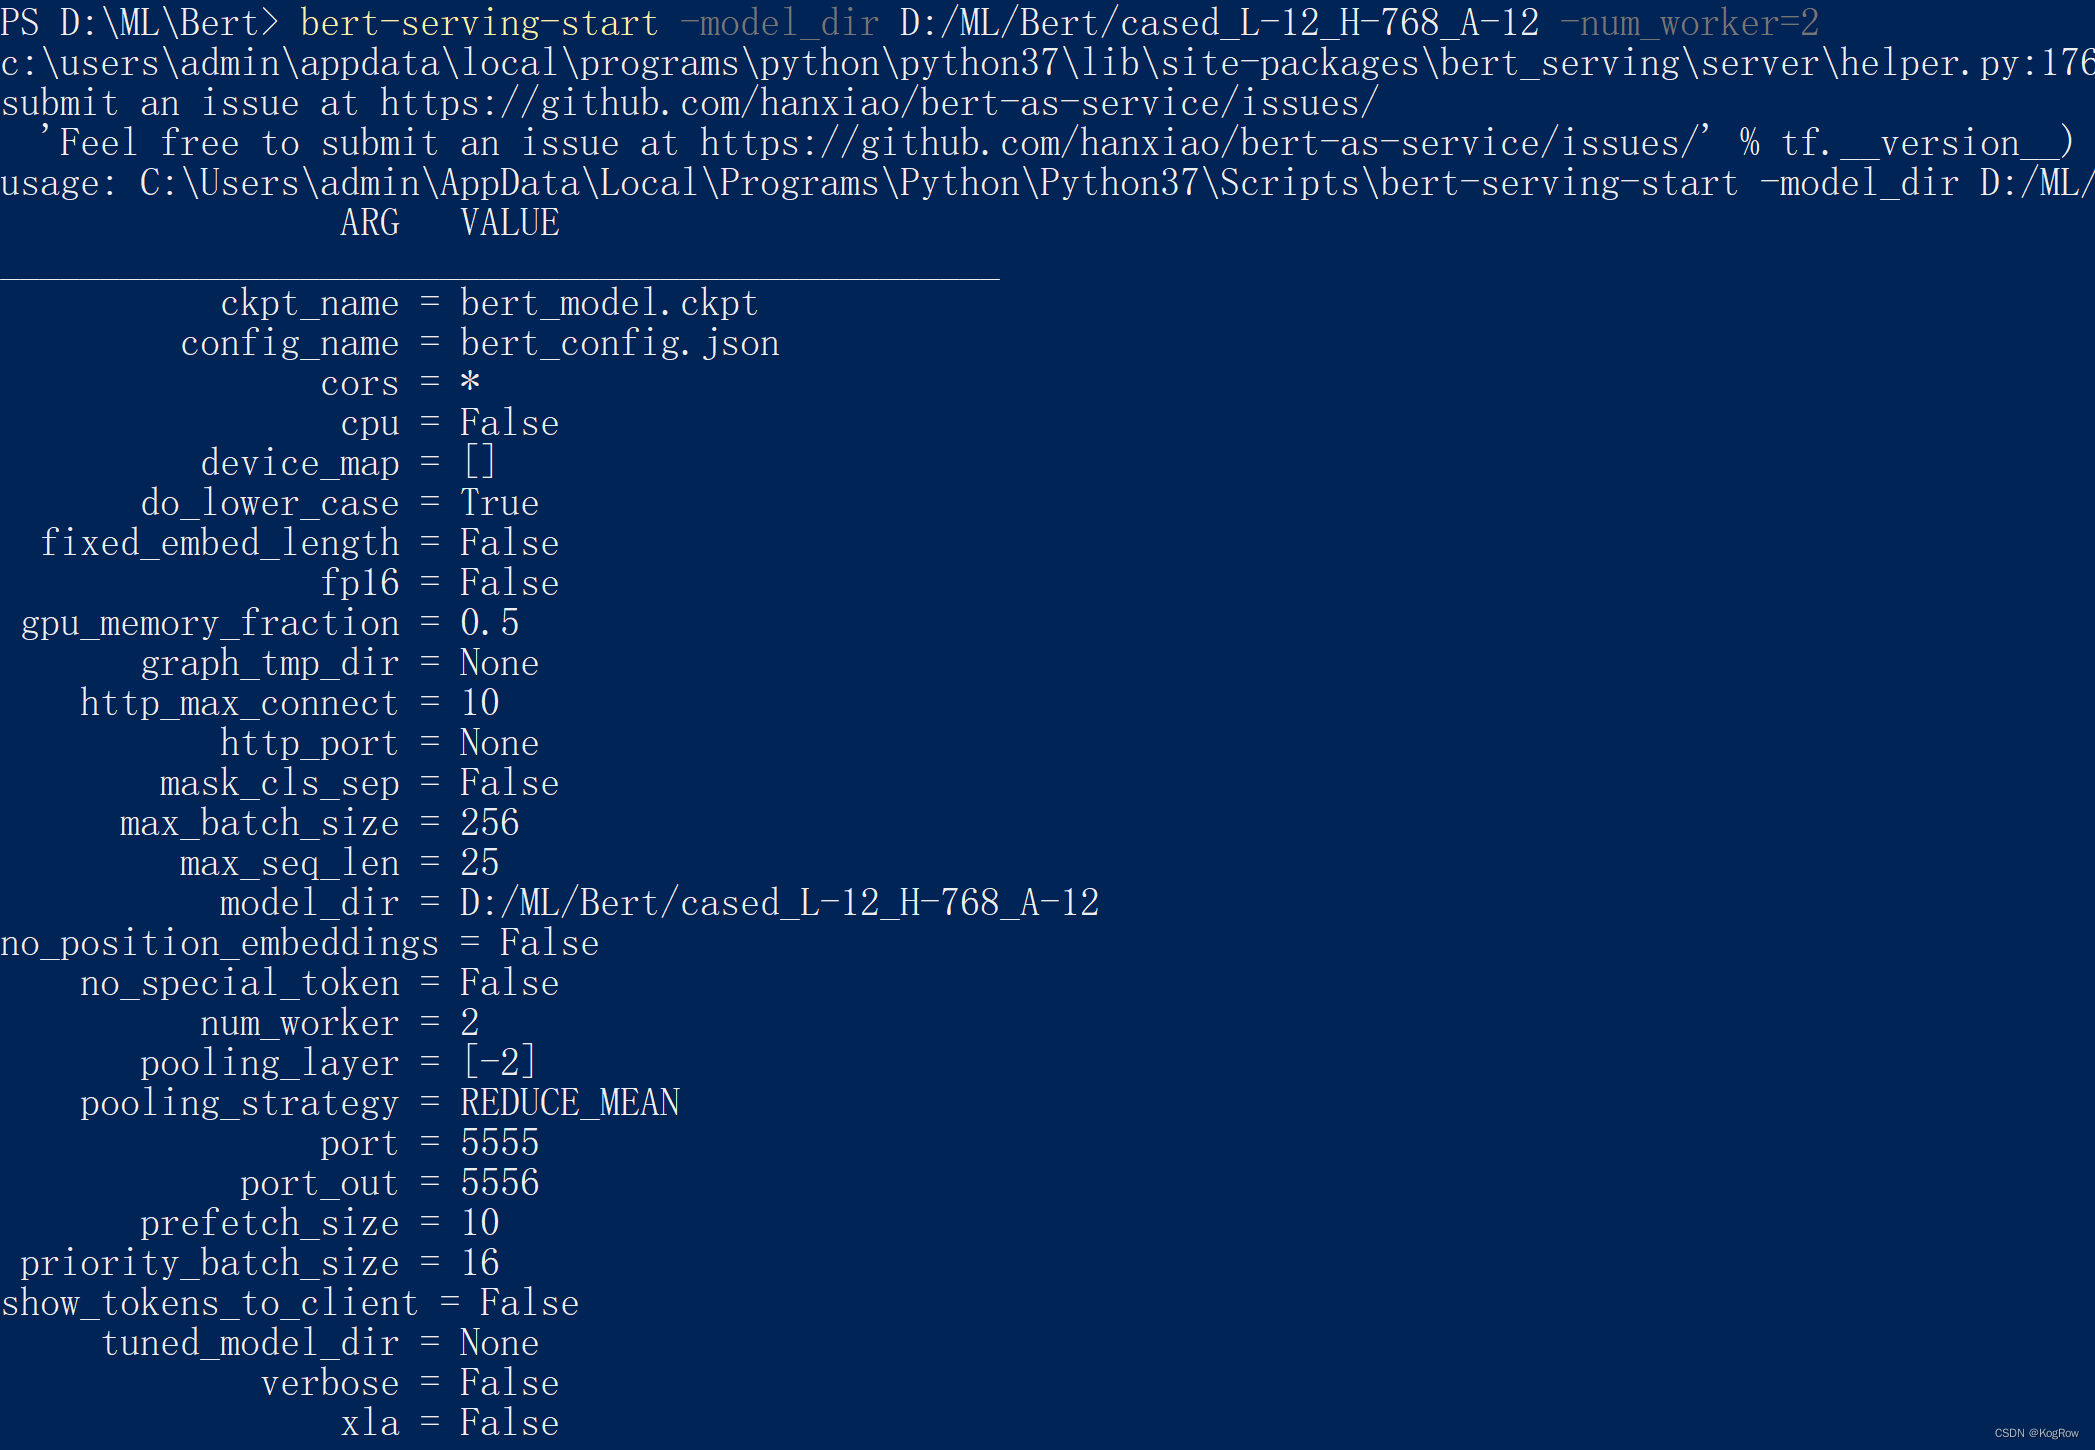 PS D:\ML\Bert> bert-serving-start -model_dir D:/ML/Bert/cased_L-12_H-768_A-12 -num_worker=2
c:\users\admin\appdata\local\programs\python\python37\lib\site-packages\bert_serving\server\helper.py:176
submit an issue at https://github.com/hanxiao/bert-as-service/issues/
  'Feel free to submit an issue at https://github.com/hanxiao/bert-as-service/issues/' % tf.__version__)
usage: C:\Users\admin\AppData\Local\Programs\Python\Python37\Scripts\bert-serving-start -model_dir D:/ML/
                 ARG   VALUE
__________________________________________________
           ckpt_name = bert_model.ckpt
         config_name = bert_config.json
                cors = *
                 cpu = False
          device_map = []
       do_lower_case = True
  fixed_embed_length = False
                fp16 = False
 gpu_memory_fraction = 0.5
       graph_tmp_dir = None
    http_max_connect = 10
           http_port = None
        mask_cls_sep = False
      max_batch_size = 256
         max_seq_len = 25
           model_dir = D:/ML/Bert/cased_L-12_H-768_A-12
no_position_embeddings = False
    no_special_token = False
          num_worker = 2
       pooling_layer = [-2]
    pooling_strategy = REDUCE_MEAN
                port = 5555
            port_out = 5556
       prefetch_size = 10
 priority_batch_size = 16
show_tokens_to_client = False
     tuned_model_dir = None
             verbose = False
                 xla = False
CSDN @KogRow